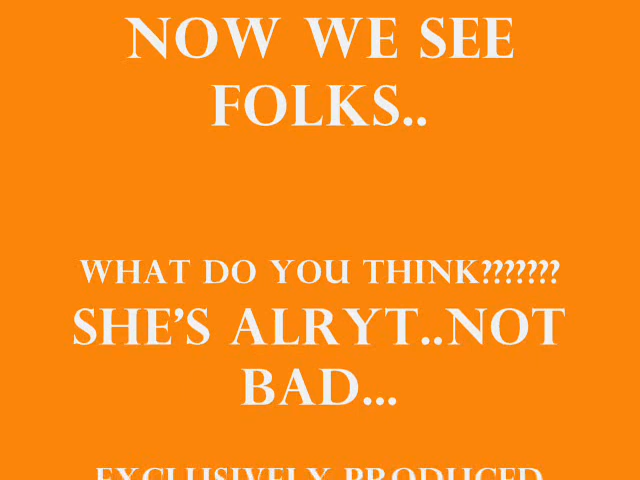 NOW WE SEE
FOLKS..
WHAT DO YOU THINK???????
SHE'S ALRYT..NOT
BAD...
EXCLUSIVELY PRODUCED